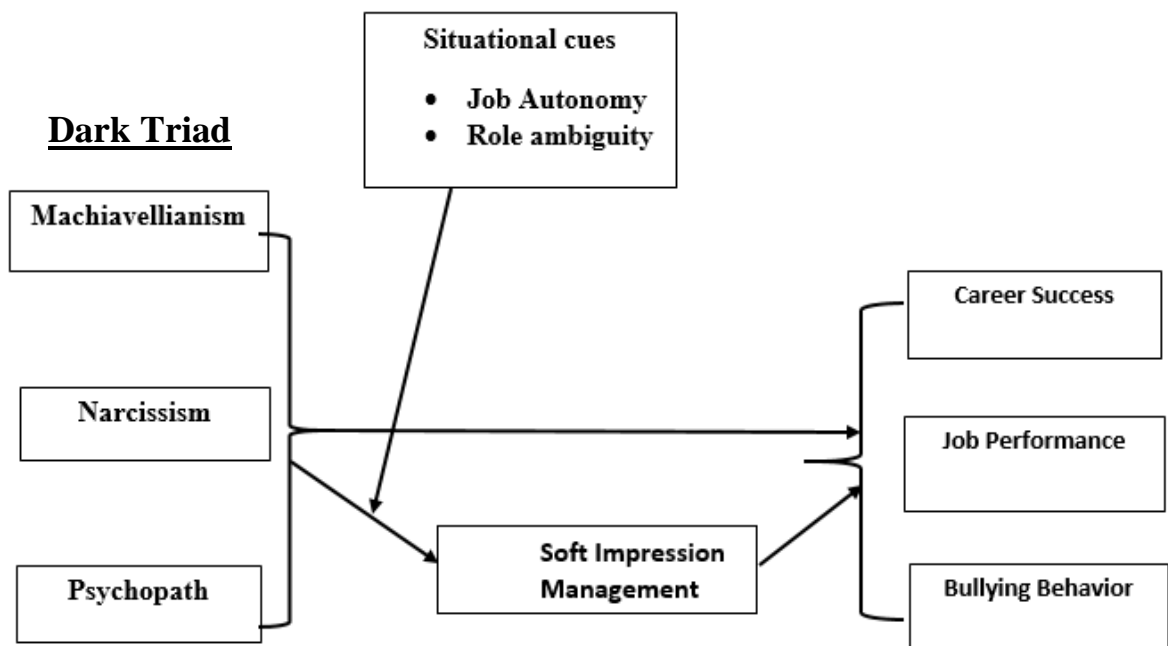 Situational cues
• Job Autonomy
• Role ambiguity
Dark Triad
Machiavellianism
Narcissism
Psychopath
Soft Impression
Management
Career Success
Job Performance
Bullying Behavior